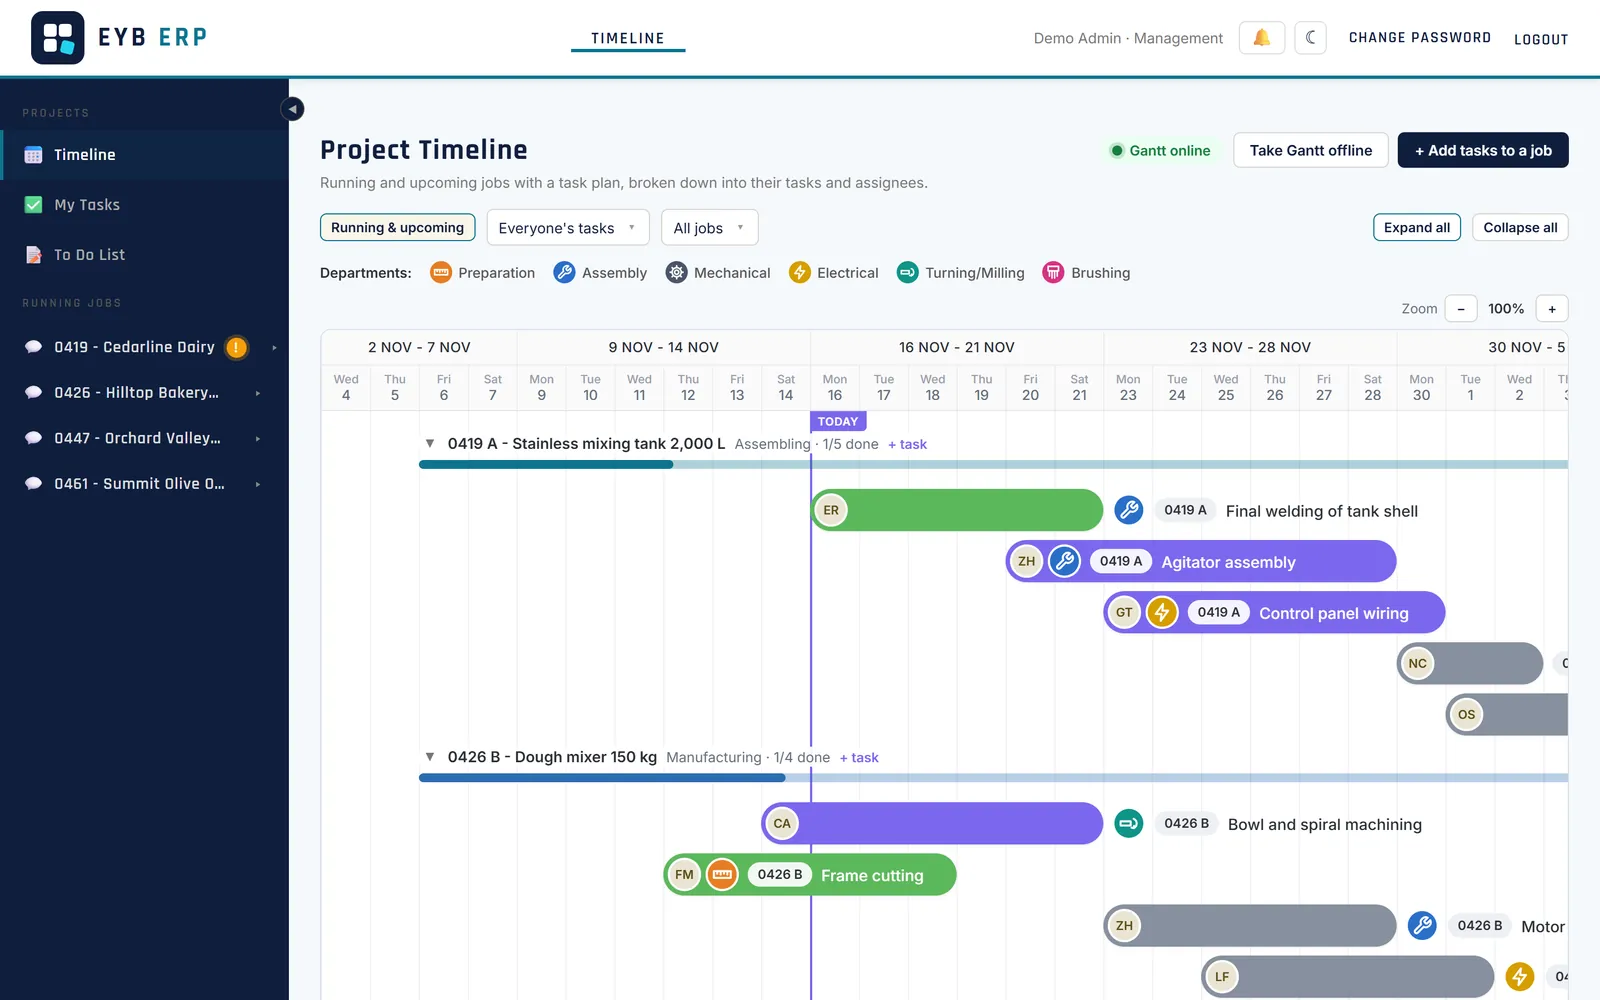 EYB ERP
TIMELINE
Demo Admin · Management
CHANGE PASSWORD
LOGOUT
PROJECTS
Timeline
My Tasks
To Do List
RUNNING JOBS
0419 - Cedarline Dairy !
0426 - Hilltop Bakery...
0447 - Orchard Valley...
0461 - Summit Olive O...
Project Timeline
Running and upcoming jobs with a task plan, broken down into their tasks and assignees.
Gantt online
Take Gantt offline
+ Add tasks to a job
Running & upcoming
Everyone's tasks
All jobs
Expand all
Collapse all
Departments: Preparation Assembly Mechanical Electrical Turning/Milling Brushing
Zoom − 100% +
2 NOV - 7 NOV 9 NOV - 14 NOV 16 NOV - 21 NOV 23 NOV - 28 NOV 30 NOV - 5
Wed Thu Fri Sat Mon Tue Wed Thu Fri Sat Mon Tue Wed Thu Fri Sat Mon Tue Wed Thu Fri Sat Mon Tue Wed
4 5 6 7 9 10 11 12 13 14 16 17 18 19 20 21 23 24 25 26 27 28 30 1 2
TODAY
0419 A - Stainless mixing tank 2,000 L Assembling · 1/5 done + task
ER 0419 A Final welding of tank shell
ZH 0419 A Agitator assembly
GT 0419 A Control panel wiring
NC
OS
0426 B - Dough mixer 150 kg Manufacturing · 1/4 done + task
CA 0426 B Bowl and spiral machining
FM 0426 B Frame cutting
ZH 0426 B Motor
LF